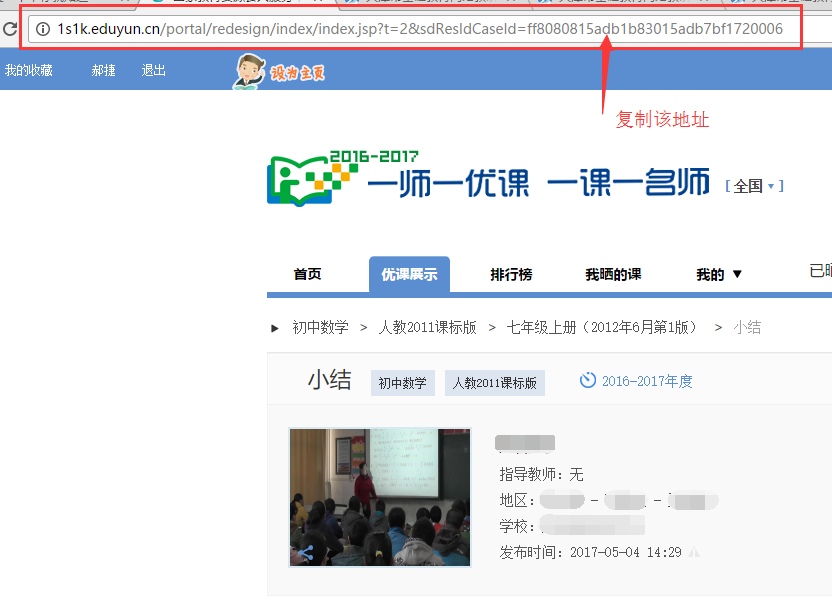 1s1k.eduyun.cn/portal/redesign/index/index.jsp?t=2&sdResIdCaseId=ff8080815adb1b83015adb7bf1720006
我的收藏 郝捷 退出 设为主页
复制该地址
2016-2017
一师一优课 一课一名师 [全国▼]
首页 优课展示 排行榜 我晒的课 我的 ▼ 已晒
▶ 初中数学 > 人教2011课标版 > 七年级上册（2012年6月第1版） > 小结
小结 初中数学 人教2011课标版 2016-2017年度
指导教师：无
地区： - -
学校：
发布时间：2017-05-04 14:29